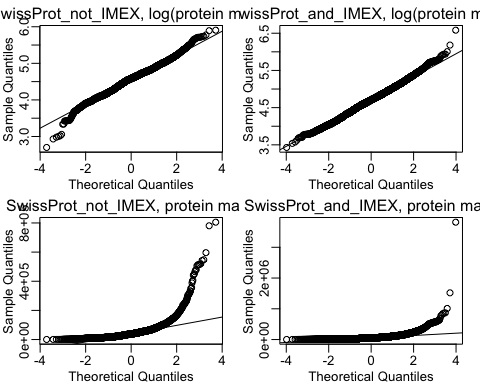 wissProt_not_IMEX, log(protein m
wissProt_and_IMEX, log(protein m
Sample Quantiles
3.0 4.0 5.0 6.0
-4 -2 0 2 4
Theoretical Quantiles
Sample Quantiles
3.5 4.5 5.5 6.5
-4 -2 0 2 4
Theoretical Quantiles
SwissProt_not_IMEX, protein ma
SwissProt_and_IMEX, protein ma
Sample Quantiles
0e+00 4e+05 8e+05
-4 -2 0 2 4
Theoretical Quantiles
Sample Quantiles
0e+00 2e+06
-4 -2 0 2 4
Theoretical Quantiles